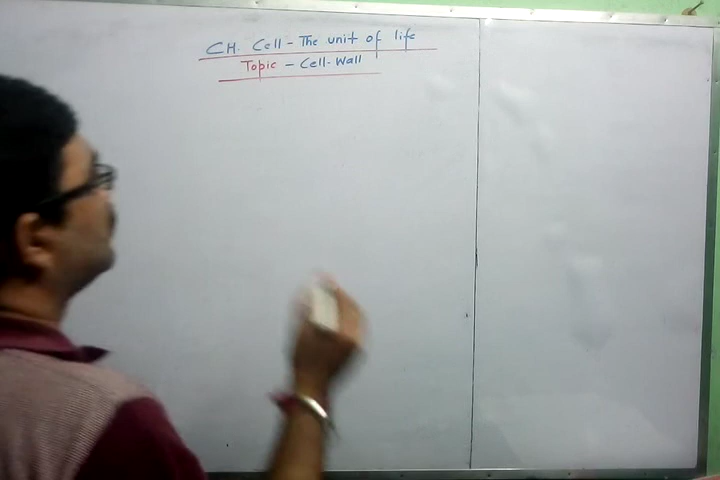 CH. Cell - The unit of life
Topic - Cell-Wall